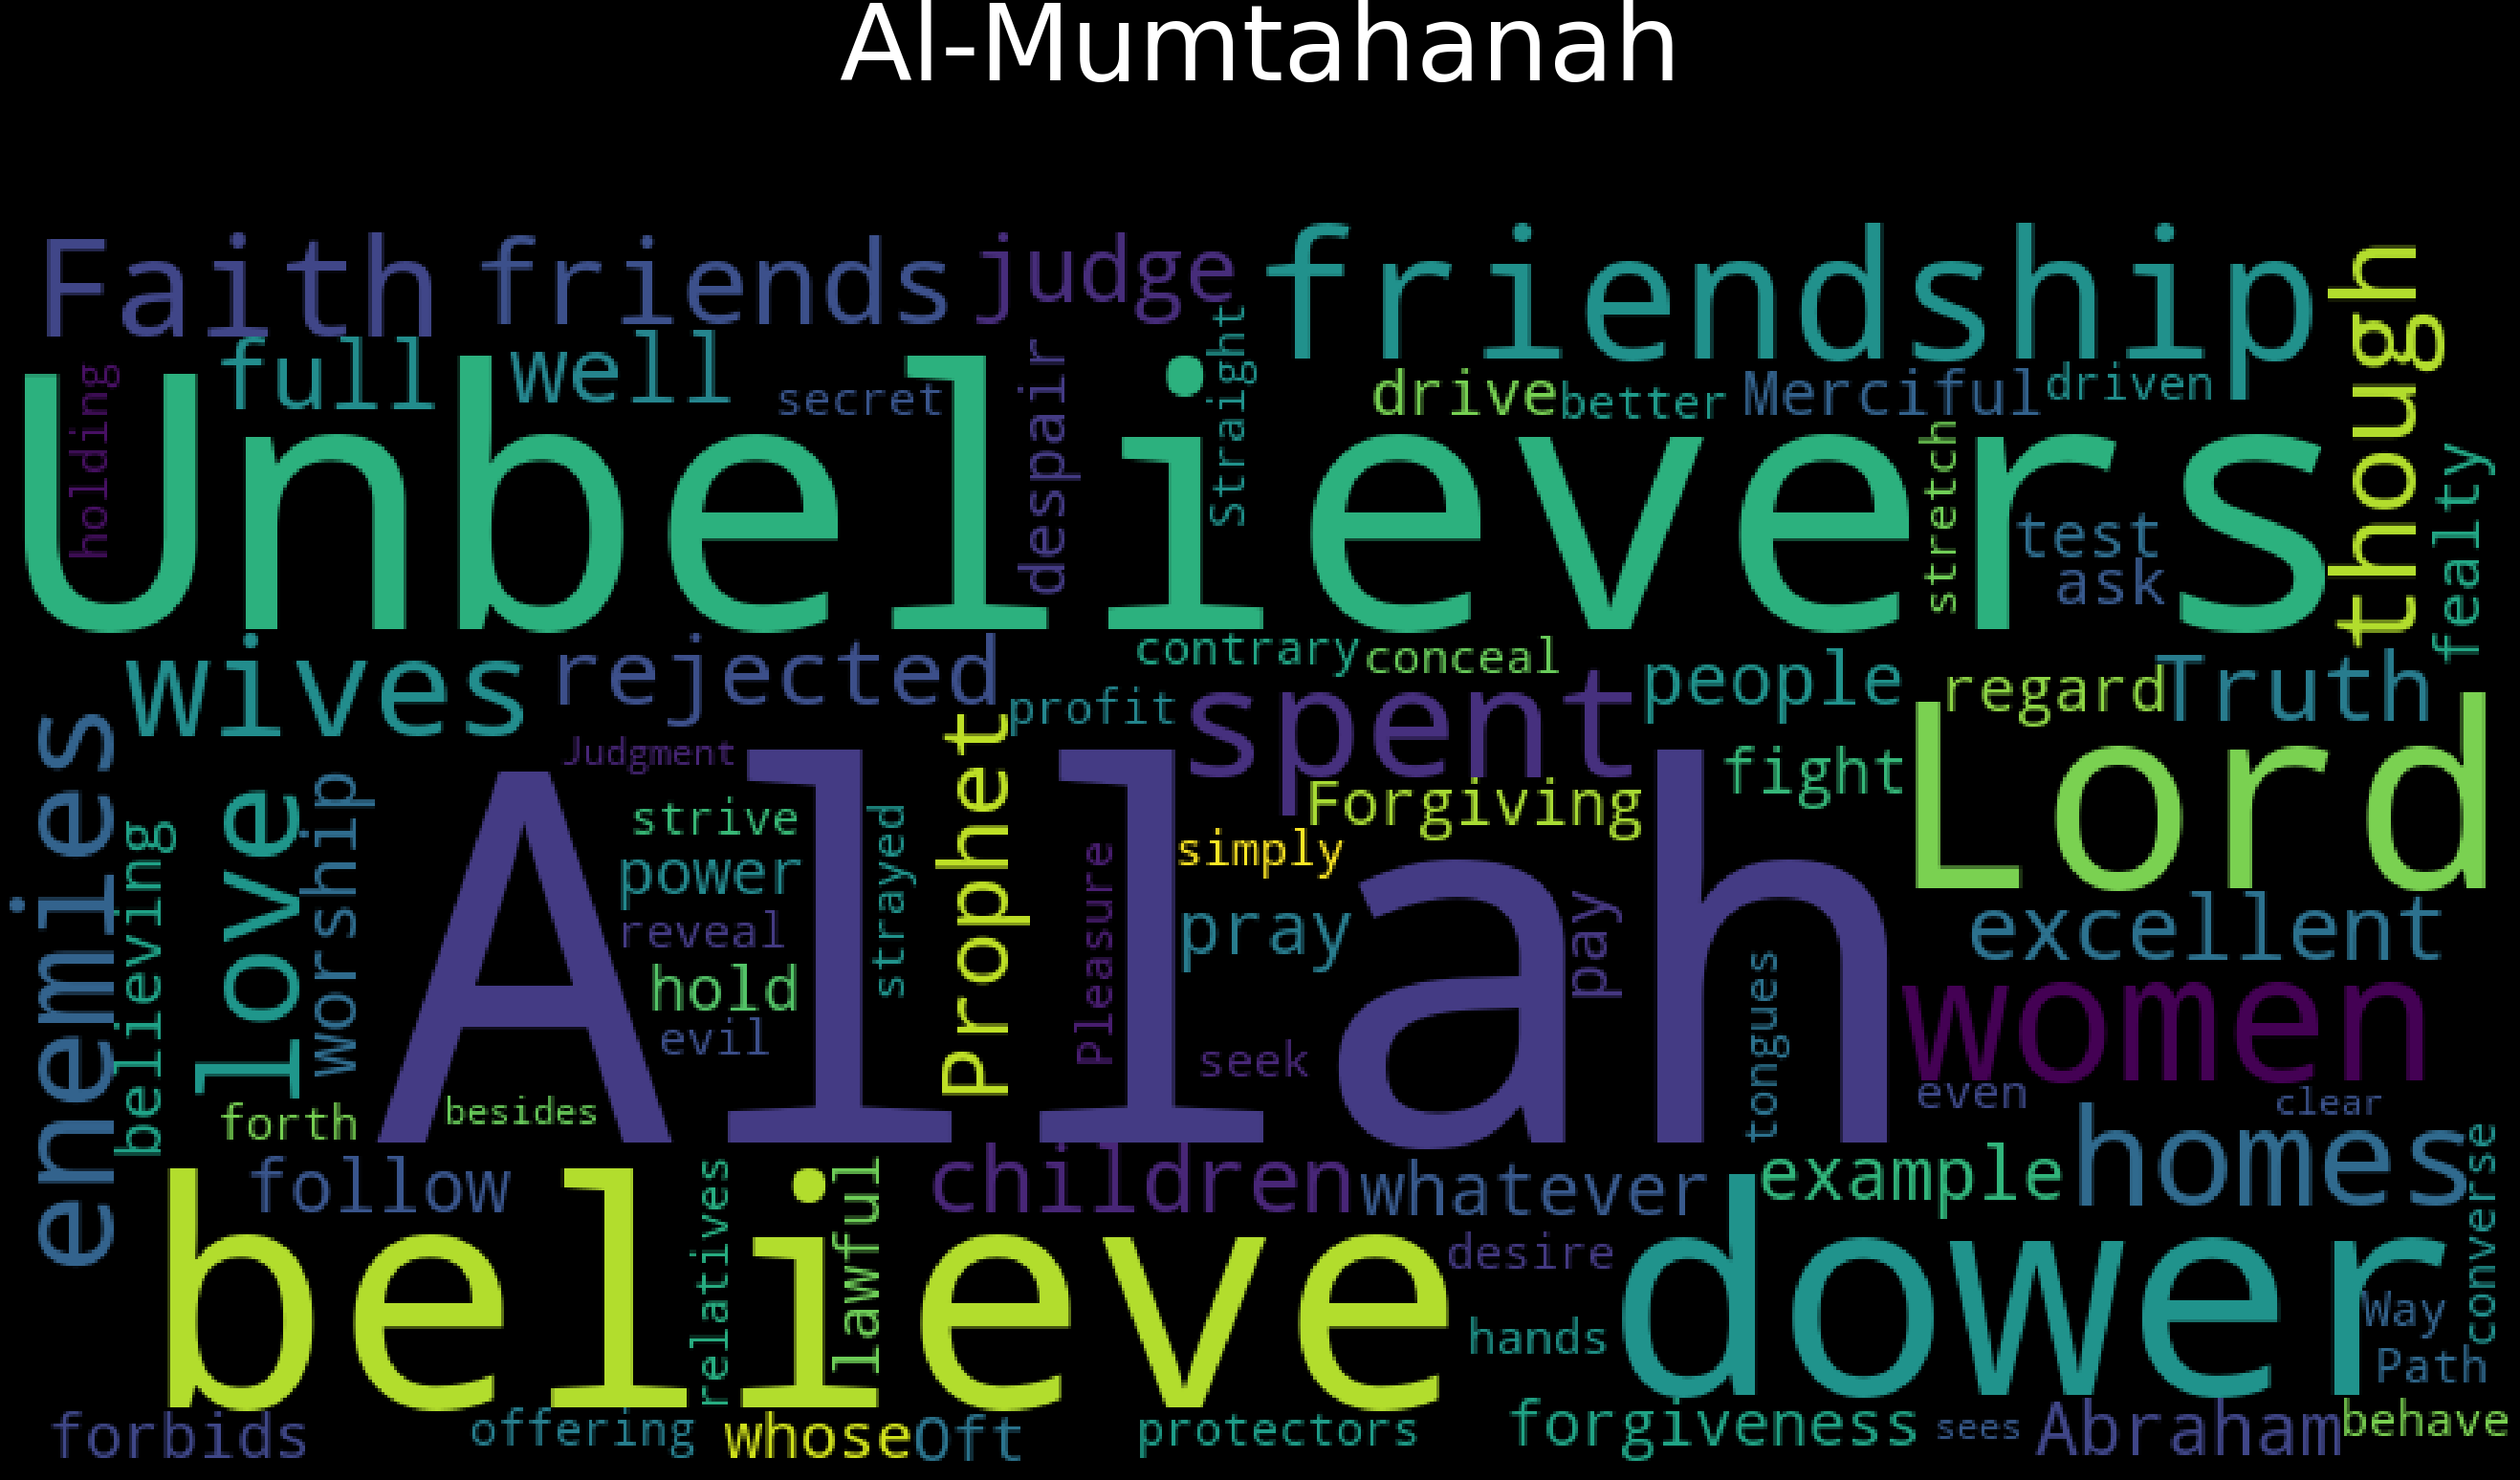 Al-Mumtahanah
Faith friends judge friendship though
full well secret Straight drive better Merciful driven
holding Unbelievers despair stretch test fealty
ask
wives rejected contrary conceal people regard Truth
profit spent
enemies Judgment Prophet fight Lord
love worship strive Forgiving
believing power strayed Pleasure simply
reveal pray pay excellent
hold Allah tongues women
evil seek even clear
forth besides
follow relatives lawful children whatever example homes converse
believe desire dower
hands Way
Path
forbids offering whose Oft protectors forgiveness sees Abraham behave